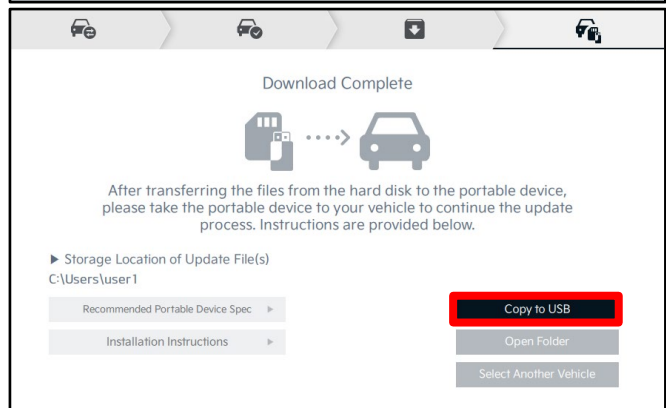 Download Complete
After transferring the files from the hard disk to the portable device,
please take the portable device to your vehicle to continue the update
process. Instructions are provided below.
▶ Storage Location of Update File(s)
C:\Users\user1
Recommended Portable Device Spec ▶
Installation Instructions ▶
Copy to USB
Open Folder
Select Another Vehicle